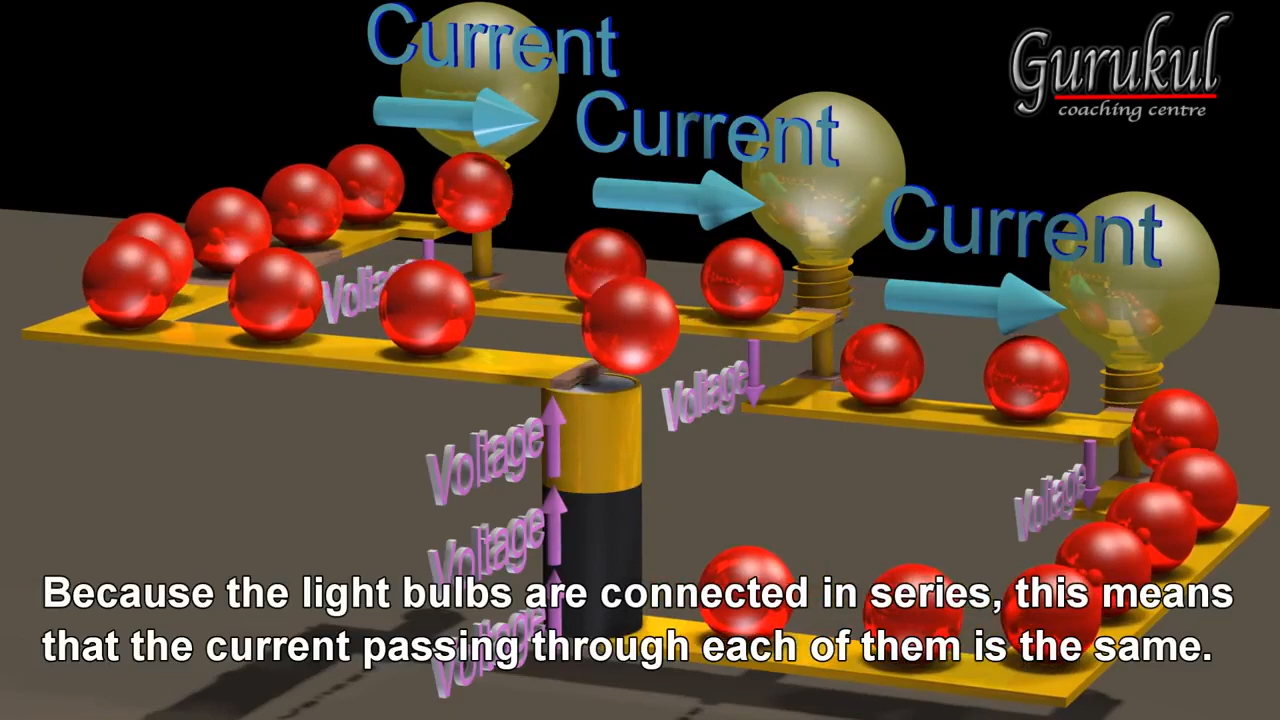 Current
Gurukul
coaching centre
Current
Current
Voltage
Voltage
Voltage
Voltage
Voltage
Voltage
Because the light bulbs are connected in series, this means
that the current passing through each of them is the same.